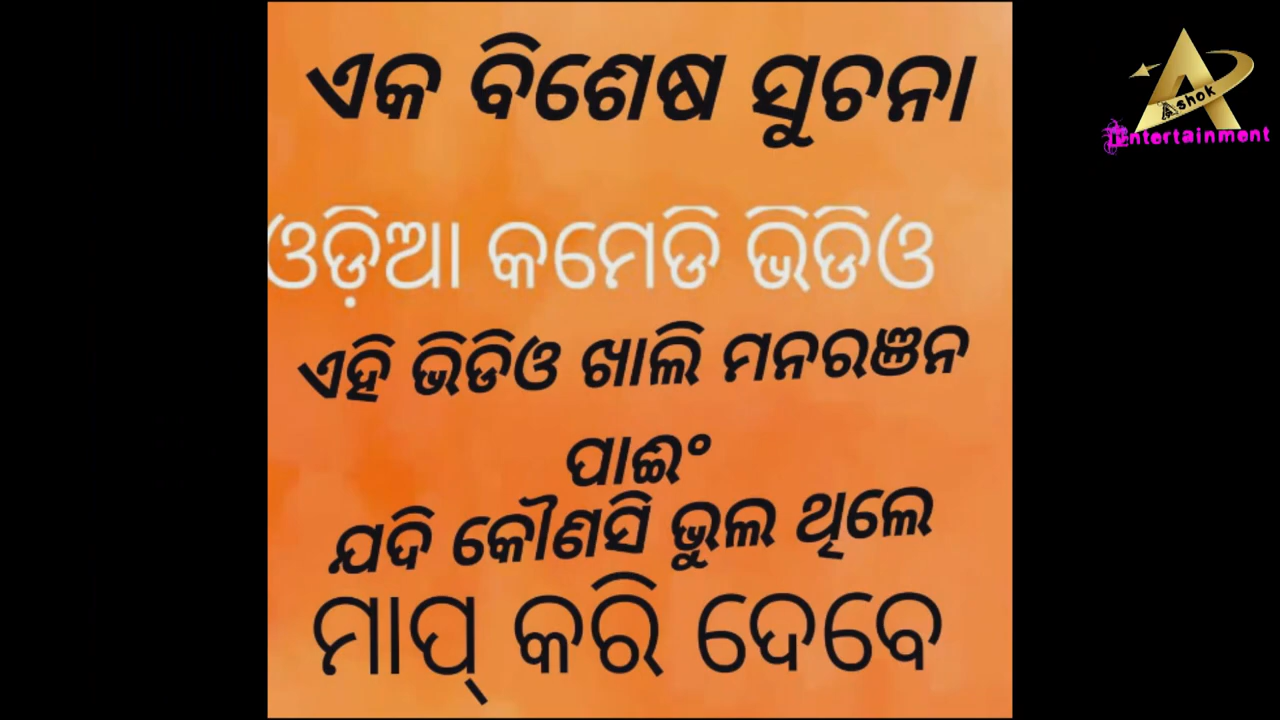 ଏକ ବିଶେଷ ସୁଚନା
ଓଡ଼ିଆ କମେଡି ଭିଡିଓ
ଏହି ଭିଡିଓ ଖାଲି ମନରଞ୍ଜନ
ପାଈଂ
ଯଦି କୌଣସି ଭୁଲ ଥିଲେ
ମାପ୍ କରି ଦେବେ
Ashok
Entertainment